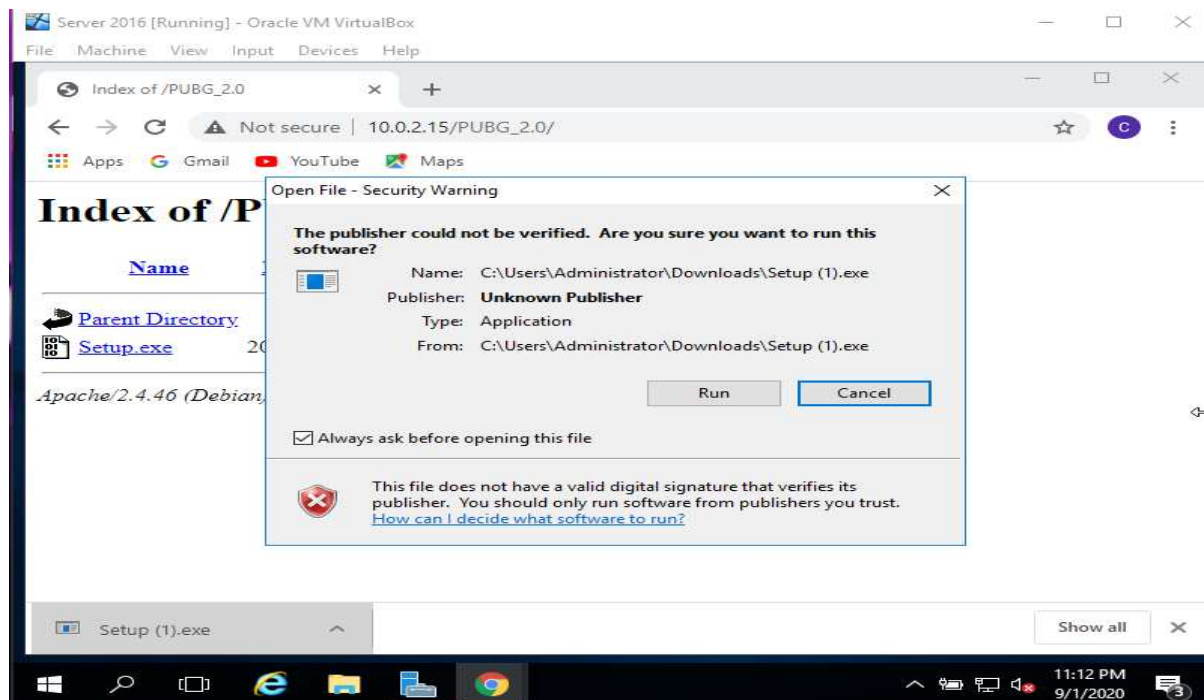 Server 2016 [Running] - Oracle VM VirtualBox
File Machine View Input Devices Help
Index of /PUBG_2.0
Not secure | 10.0.2.15/PUBG_2.0/
C
Apps Gmail YouTube Maps
Open File - Security Warning
Index of /P
The publisher could not be verified. Are you sure you want to run this
software?
Name
Name: C:\Users\Administrator\Downloads\Setup (1).exe
Publisher: Unknown Publisher
Type: Application
From: C:\Users\Administrator\Downloads\Setup (1).exe
Parent Directory
Setup.exe 20
Apache/2.4.46 (Debian)
Run Cancel
Always ask before opening this file
This file does not have a valid digital signature that verifies its
publisher. You should only run software from publishers you trust.
How can I decide what software to run?
Setup (1).exe
Show all
11:12 PM
9/1/2020
3